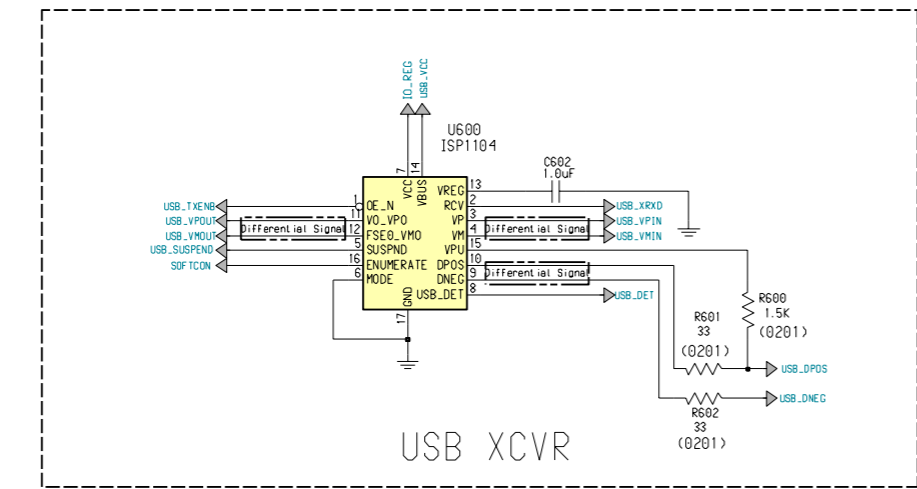 IO_REG
USB_VCC
U600
ISP1104
C602
1.0uF
7
14
VCC
VBUS
VREG
13
USB_TXENB
1
OE_N
RCV
2
USB_XRXD
USB_VPOUT
Differential Signal
11
VO_VPO
VP
3
Differential Signal
USB_VPIN
USB_VMOUT
12
FSE0_VMO
VM
4
USB_VMIN
USB_SUSPEND
5
SUSPND
VPU
15
SOFTCON
16
ENUMERATE
DPOS
10
Differential Signal
6
MODE
DNEG
9
GND
USB_DET
8
USB_DET
17
R600
1.5K
(0201)
R601
33
(0201)
USB_DPOS
USB_DNEG
R602
33
(0201)
USB XCVR